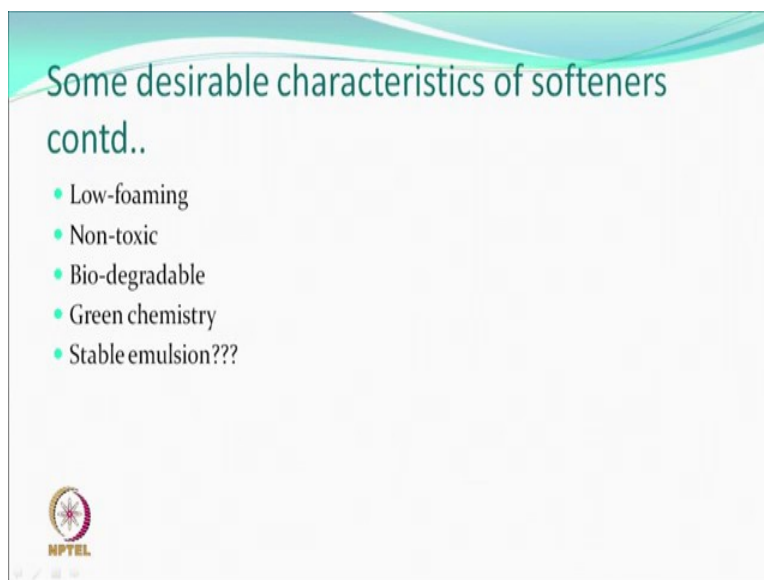 Some desirable characteristics of softeners
contd..
Low-foaming
Non-toxic
Bio-degradable
Green chemistry
Stable emulsion???
NPTEL